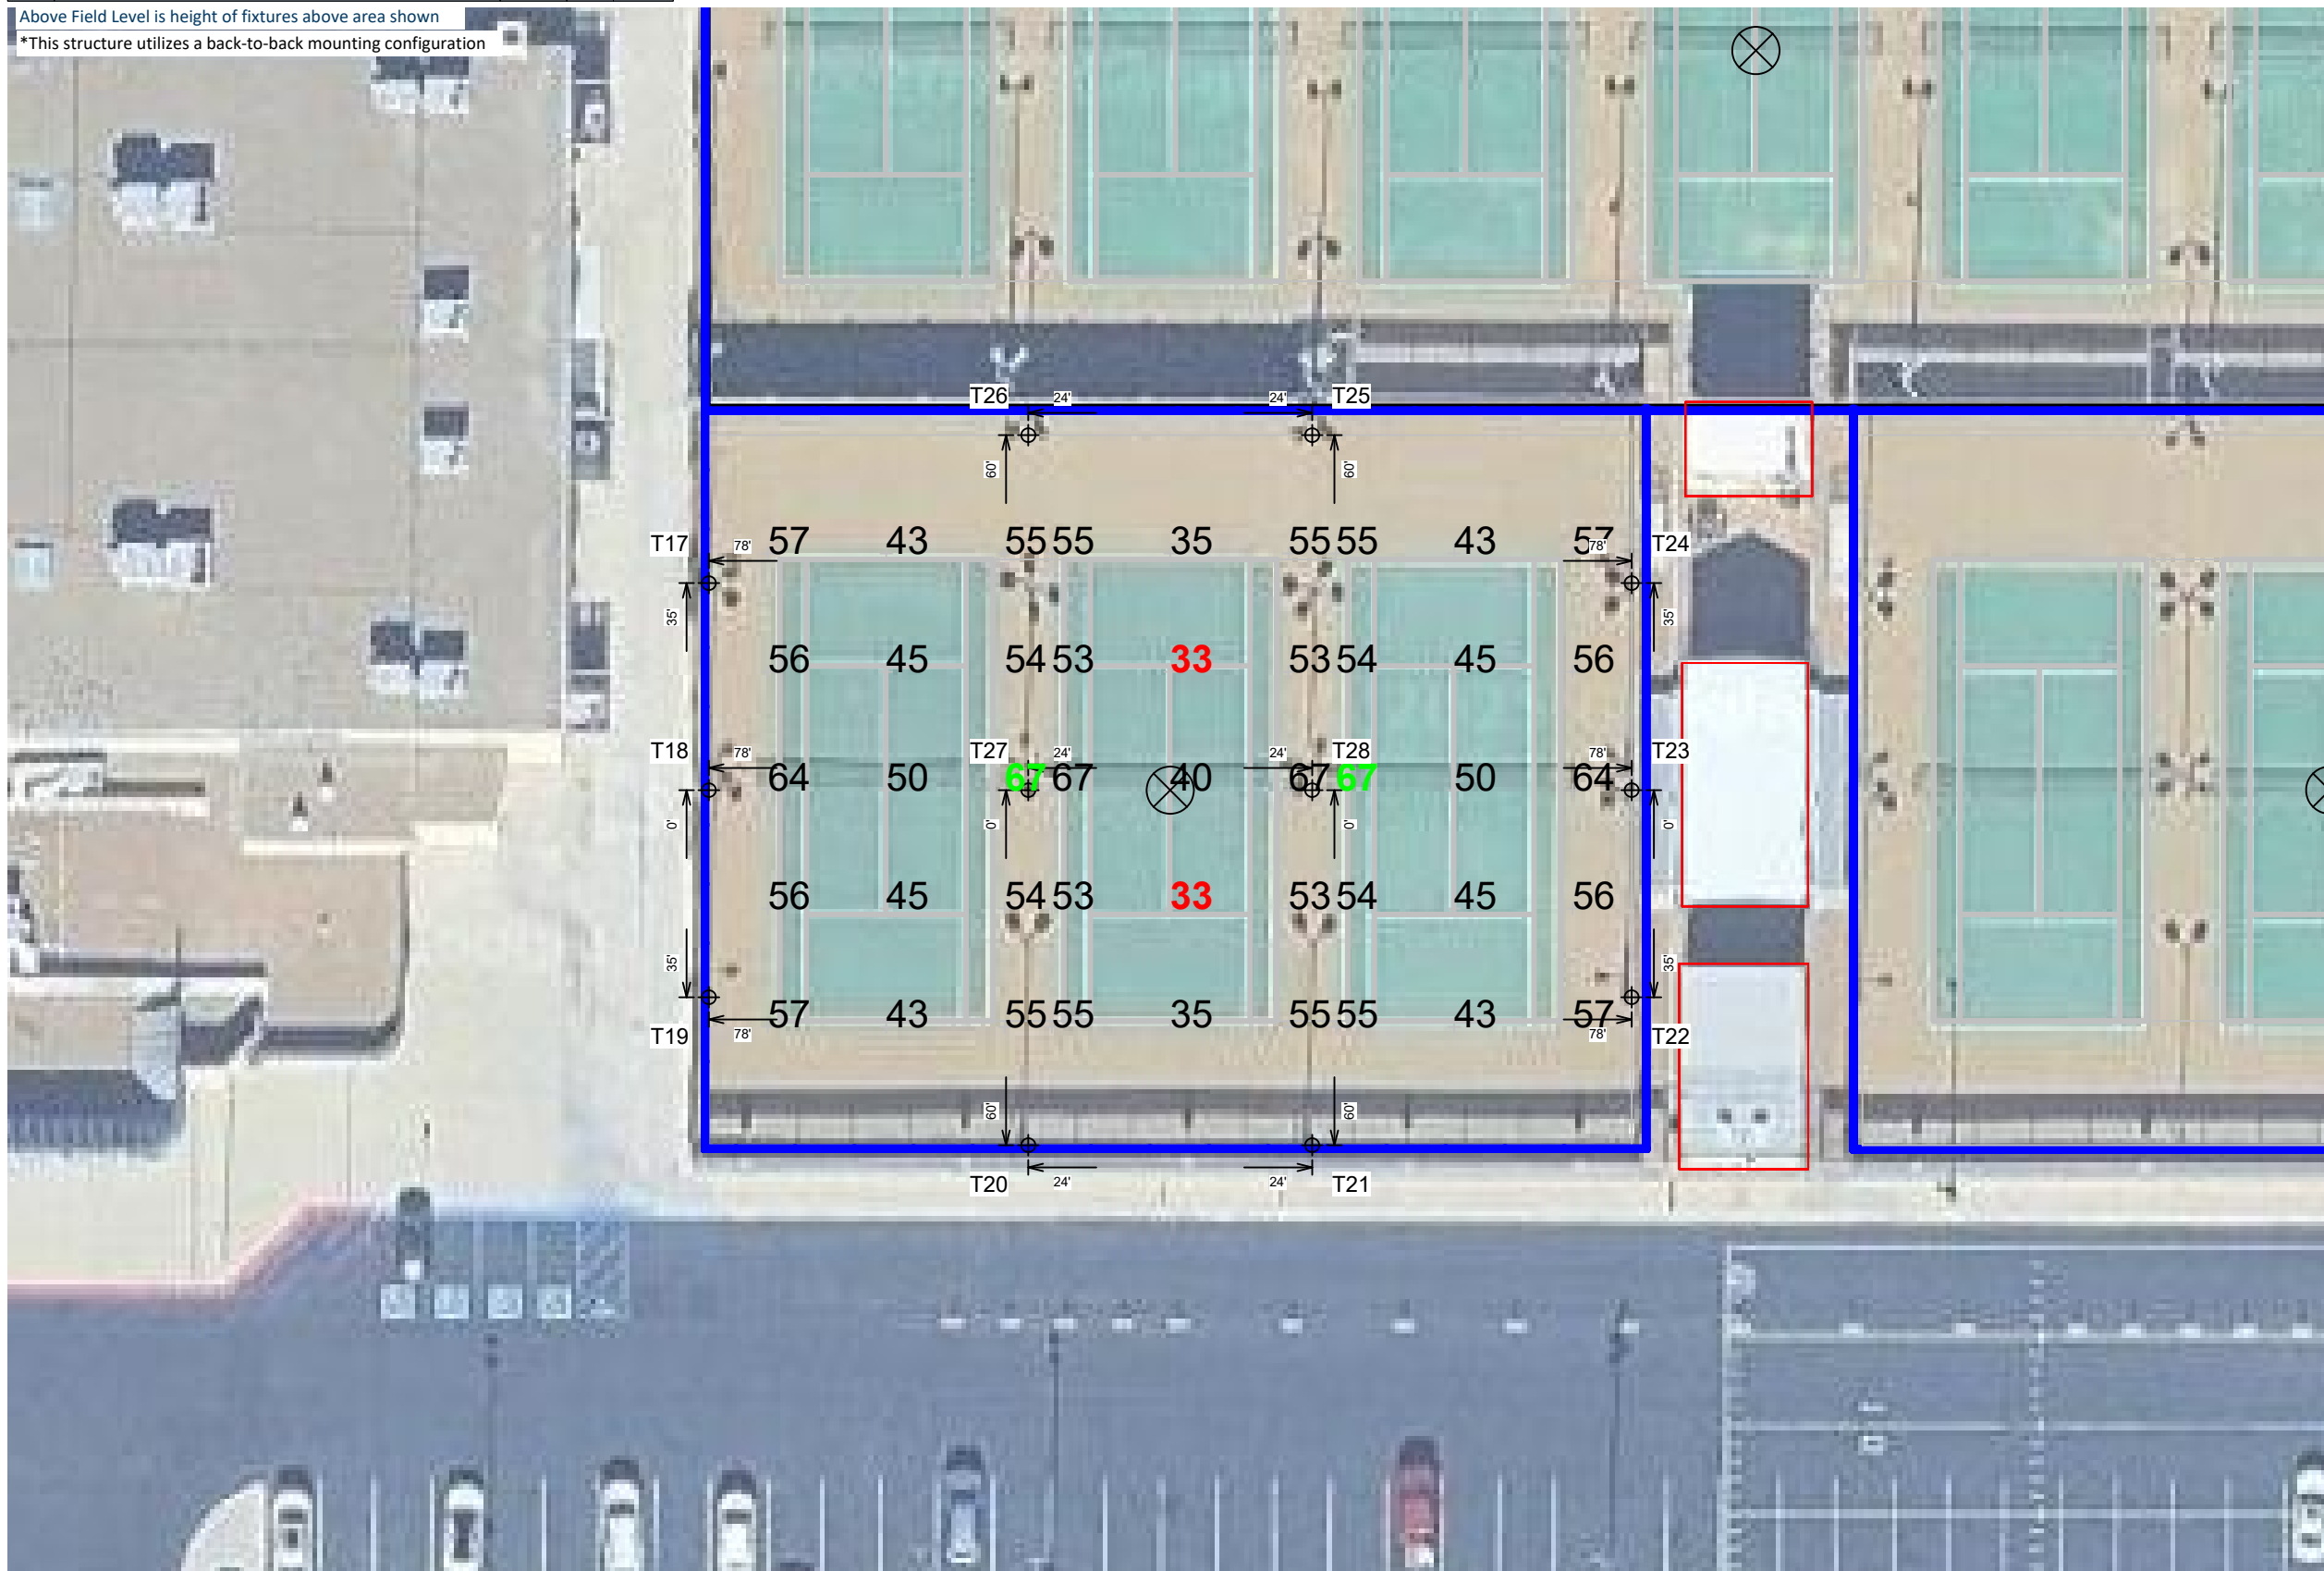 Above Field Level is height of fixtures above area shown
*This structure utilizes a back-to-back mounting configuration
T26 24' 24' T25
60' 60'
T17 78' 57 43 55 55 35 55 55 43 57 78' T24
35' 35'
56 45 54 53 33 53 54 45 56
T18 78' T27 24' 24' T28 78' T23
64 50 67 67 40 67 67 50 64
0' 0' 0' 0'
56 45 54 53 33 53 54 45 56
35' 35'
57 43 55 55 35 55 55 43 57
T19 78' 78' T22
60' 60'
T20 24' 24' T21